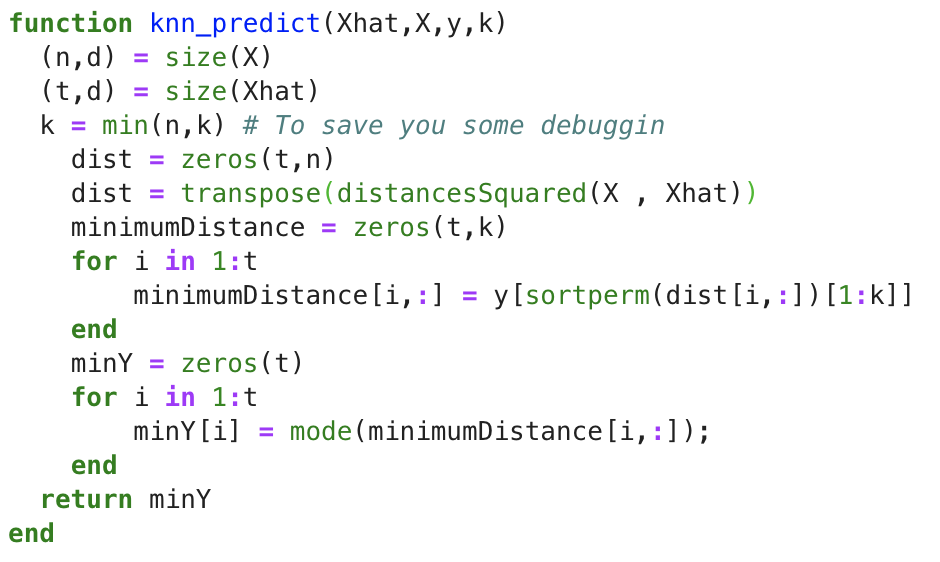 function knn_predict(Xhat,X,y,k)
  (n,d) = size(X)
  (t,d) = size(Xhat)
  k = min(n,k) # To save you some debuggin
    dist = zeros(t,n)
    dist = transpose(distancesSquared(X , Xhat))
    minimumDistance = zeros(t,k)
    for i in 1:t
        minimumDistance[i,:] = y[sortperm(dist[i,:])[1:k]]
    end
    minY = zeros(t)
    for i in 1:t
        minY[i] = mode(minimumDistance[i,:]);
    end
  return minY
end